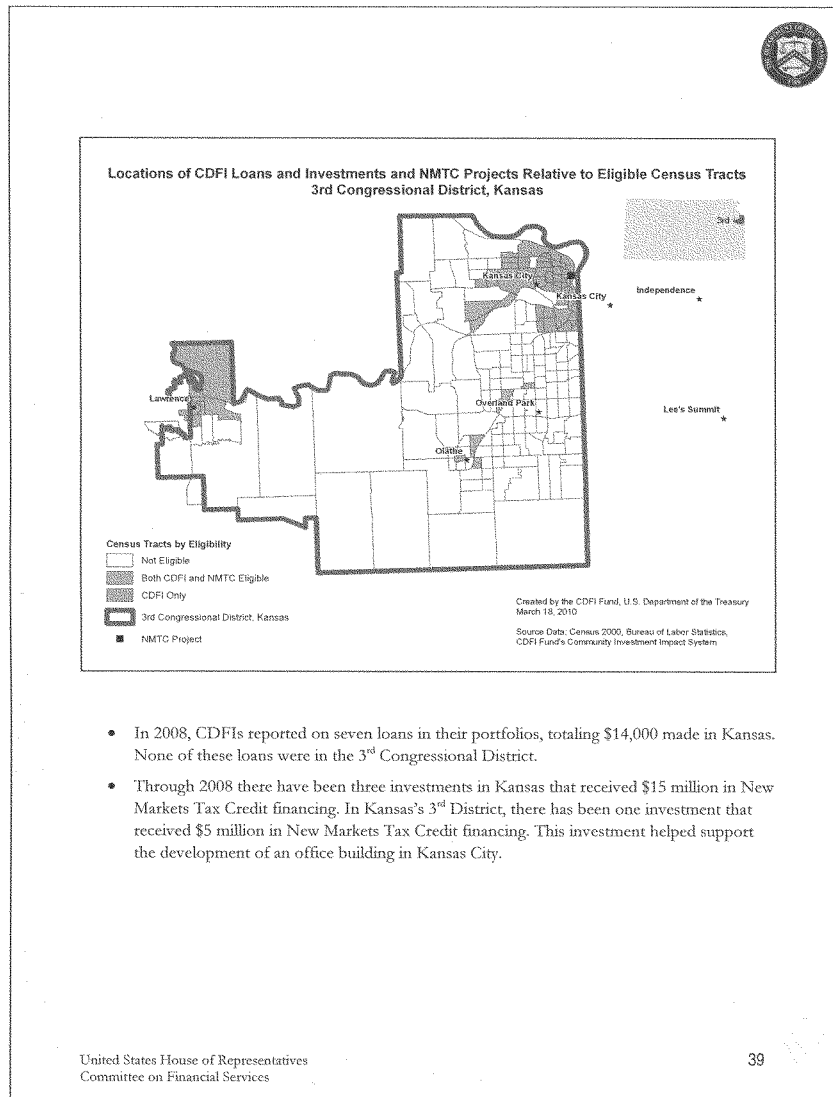 Locations of CDFI Loans and Investments and NMTC Projects Relative to Eligible Census Tracts
3rd Congressional District, Kansas
3rd
Kansas City
Kansas City
Independence
Lawrence
Overland Park
Lee's Summit
Olathe
Census Tracts by Eligibility
Not Eligible
Both CDFI and NMTC Eligible
CDFI Only
3rd Congressional District, Kansas
NMTC Project
Created by the CDFI Fund, U.S. Department of the Treasury
March 18, 2010
Source Data: Census 2000, Bureau of Labor Statistics,
CDFI Fund's Community Investment Impact System
• In 2008, CDFIs reported on seven loans in their portfolios, totaling $14,000 made in Kansas.
None of these loans were in the 3rd Congressional District.
• Through 2008 there have been three investments in Kansas that received $15 million in New
Markets Tax Credit financing. In Kansas's 3rd District, there has been one investment that
received $5 million in New Markets Tax Credit financing. This investment helped support
the development of an office building in Kansas City.
United States House of Representatives
Committee on Financial Services
39